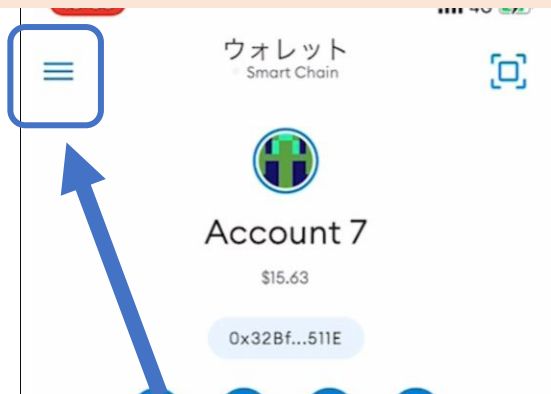 ウォレット
Smart Chain
Account 7
$15.63
0x32Bf...511E